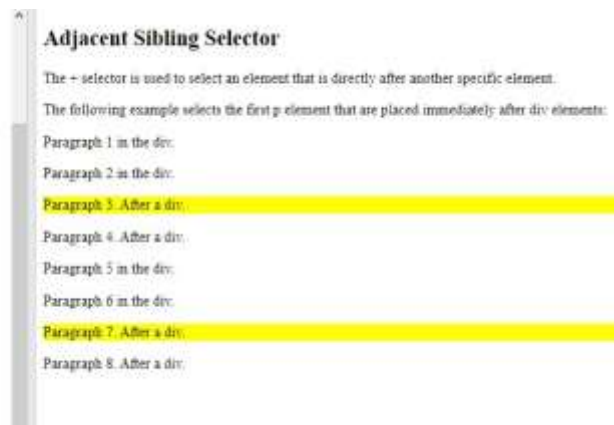 Adjacent Sibling Selector
The + selector is used to select an element that is directly after another specific element.
The following example selects the first p element that are placed immediately after div elements:
Paragraph 1 in the div.
Paragraph 2 in the div.
Paragraph 3. After a div.
Paragraph 4. After a div.
Paragraph 5 in the div.
Paragraph 6 in the div.
Paragraph 7. After a div.
Paragraph 8. After a div.